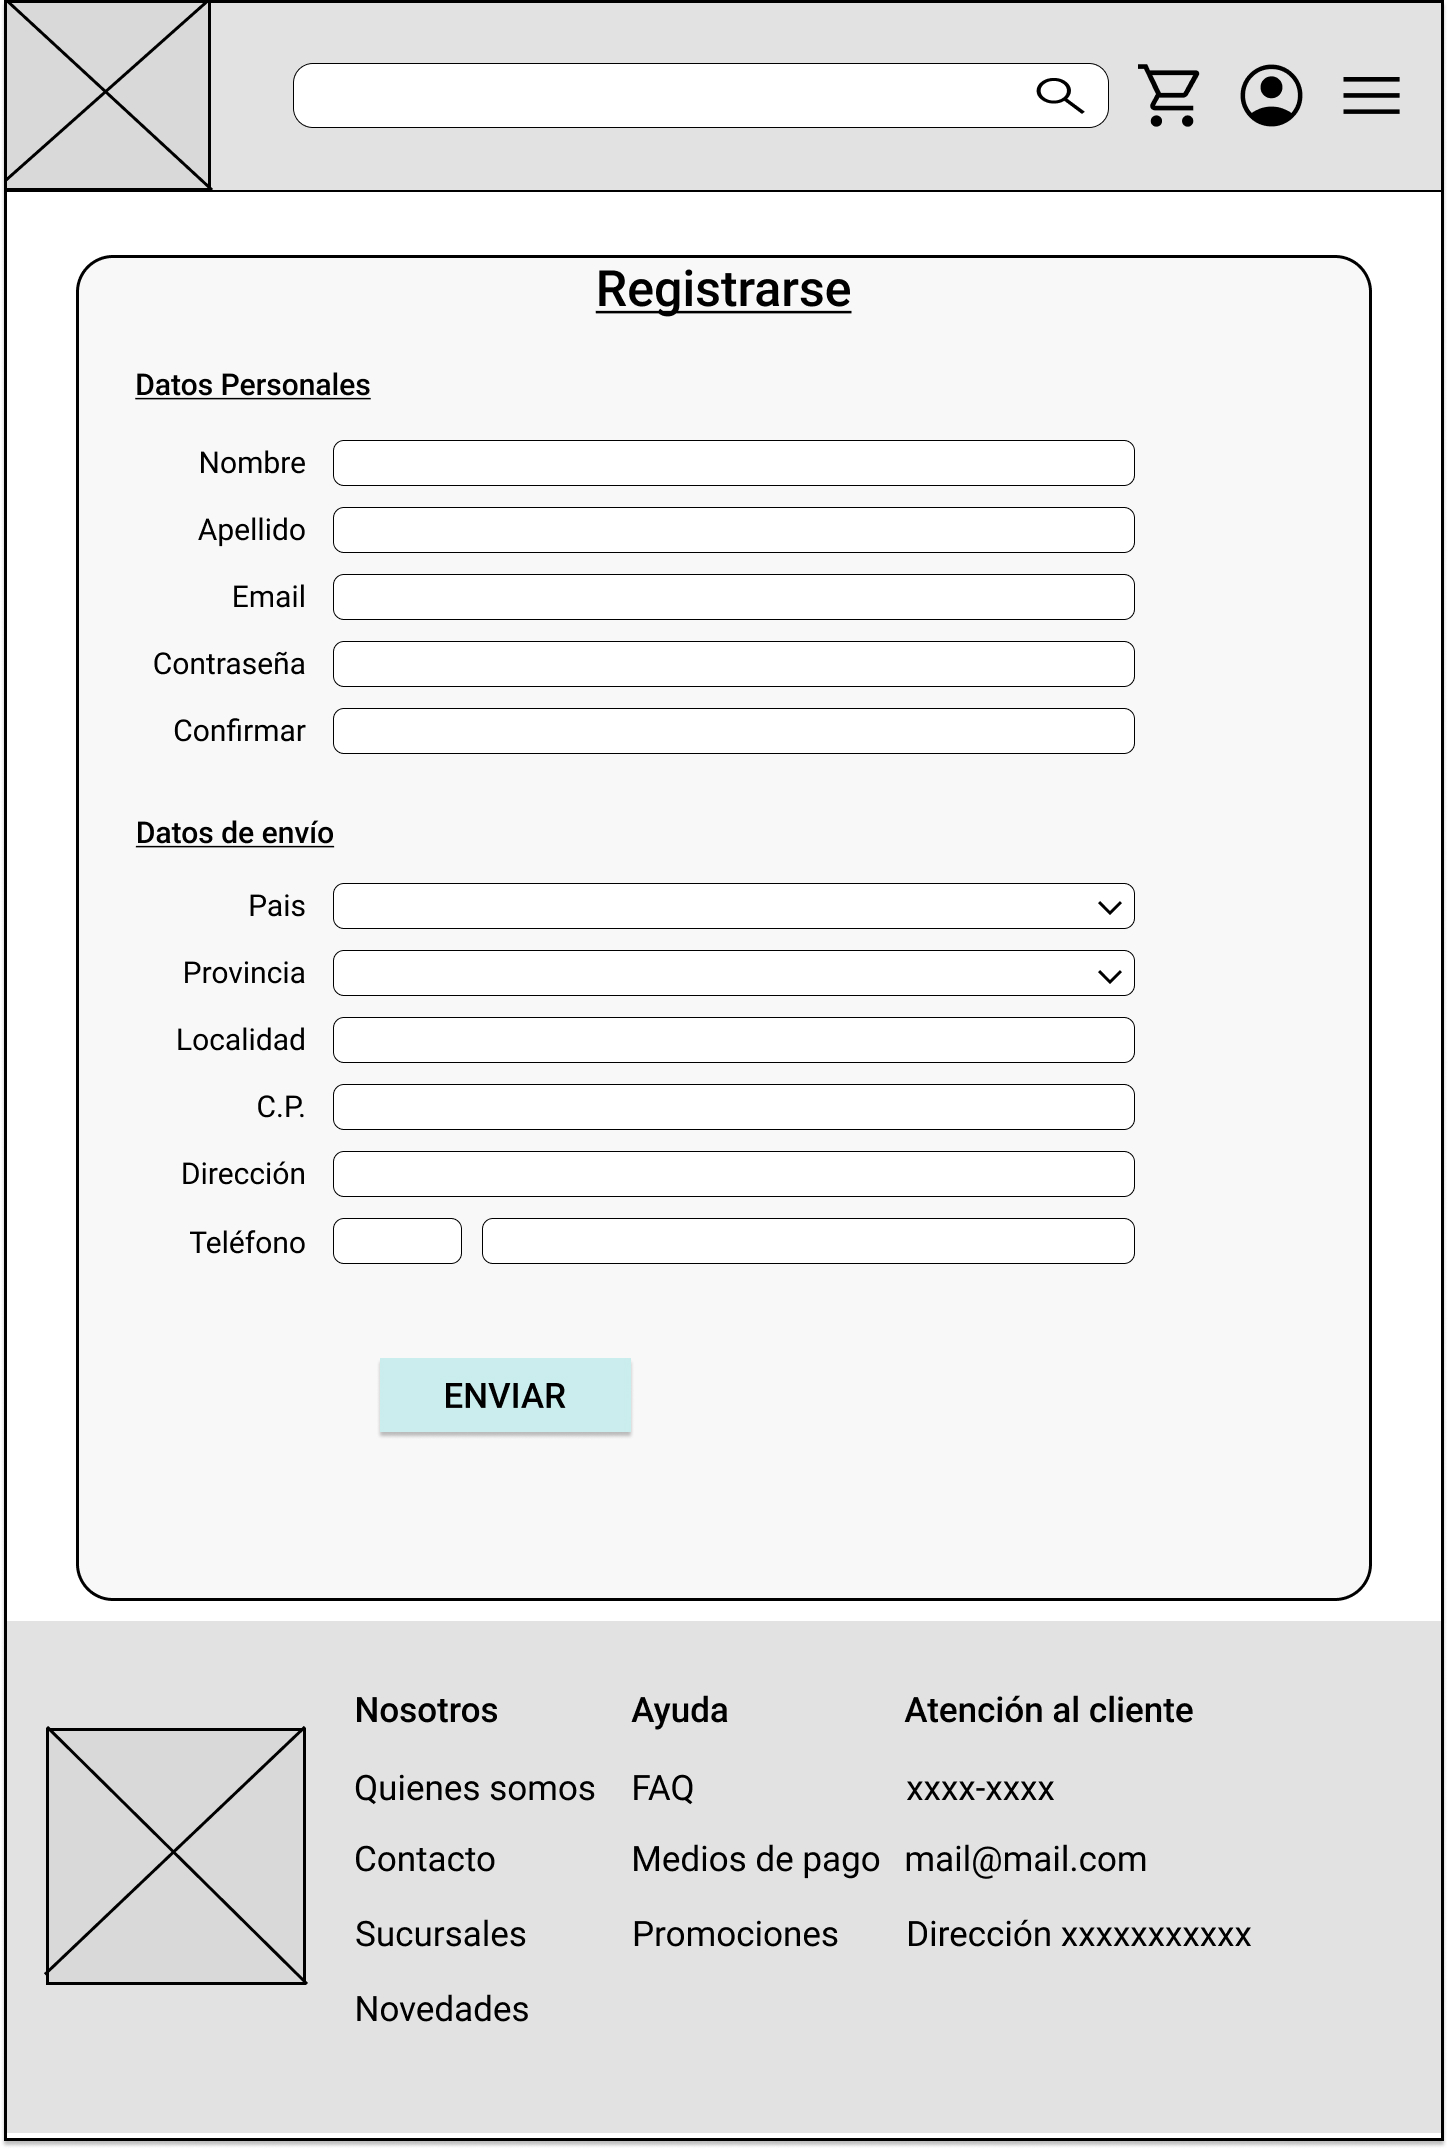 Registrarse
Datos Personales
Nombre
Apellido
Email
Contraseña
Confirmar
Datos de envío
Pais
Provincia
Localidad
C.P.
Dirección
Teléfono
ENVIAR
Nosotros
Quienes somos
Contacto
Sucursales
Novedades
Ayuda
FAQ
Medios de pago
Promociones
Atención al cliente
xxxx-xxxx
mail@mail.com
Dirección xxxxxxxxxxx